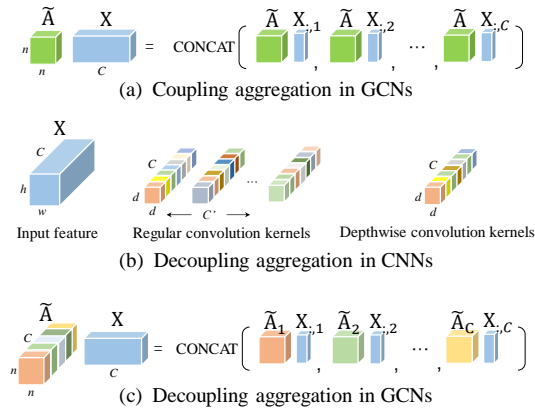 Ã X Ã X:,1 Ã X:,2 Ã X:,C
n n C = CONCAT ( , , ... , )
(a) Coupling aggregation in GCNs
X
C C ... C
h d d
w d C' d
Input feature Regular convolution kernels Depthwise convolution kernels
(b) Decoupling aggregation in CNNs
Ã X Ã1 X:,1 Ã2 X:,2 ÃC X:,C
C n n C = CONCAT ( , , ... , )
(c) Decoupling aggregation in GCNs